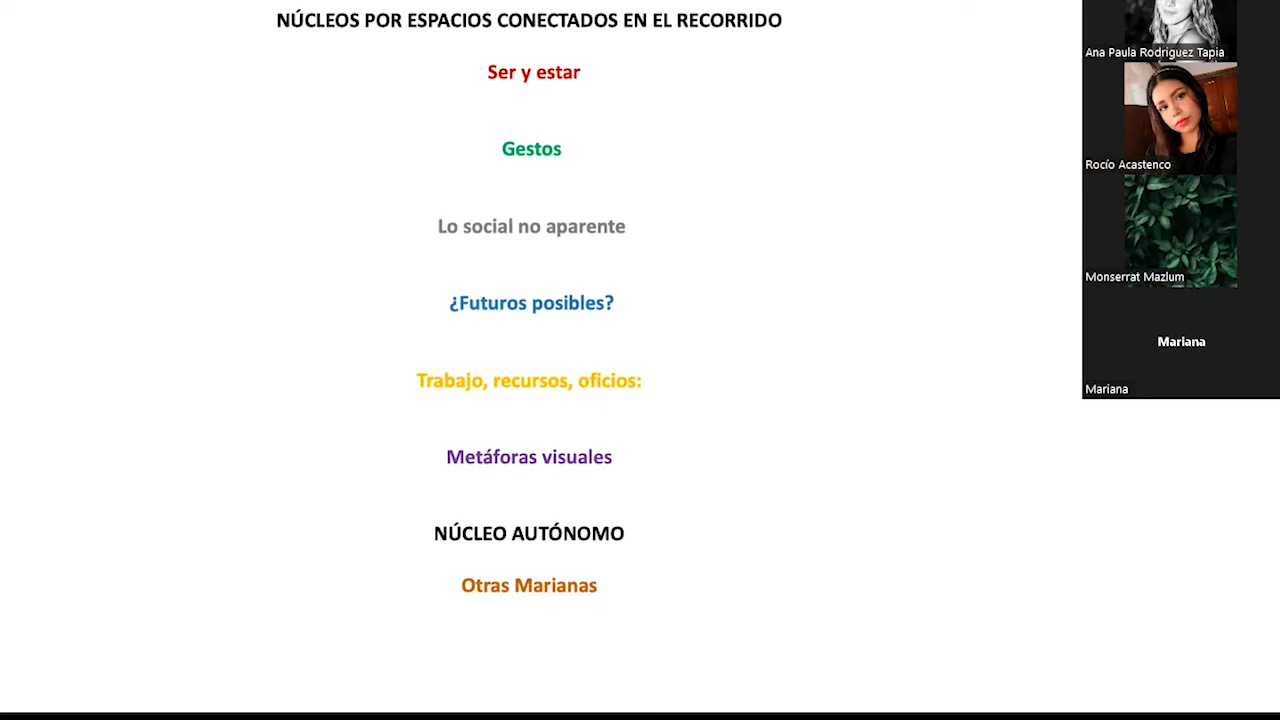 NÚCLEOS POR ESPACIOS CONECTADOS EN EL RECORRIDO
Ser y estar
Gestos
Lo social no aparente
¿Futuros posibles?
Trabajo, recursos, oficios:
Metáforas visuales
NÚCLEO AUTÓNOMO
Otras Marianas
Ana Paula Rodriguez Tapia
Rocío Acastenco
Monserrat Mazlum
Mariana
Mariana